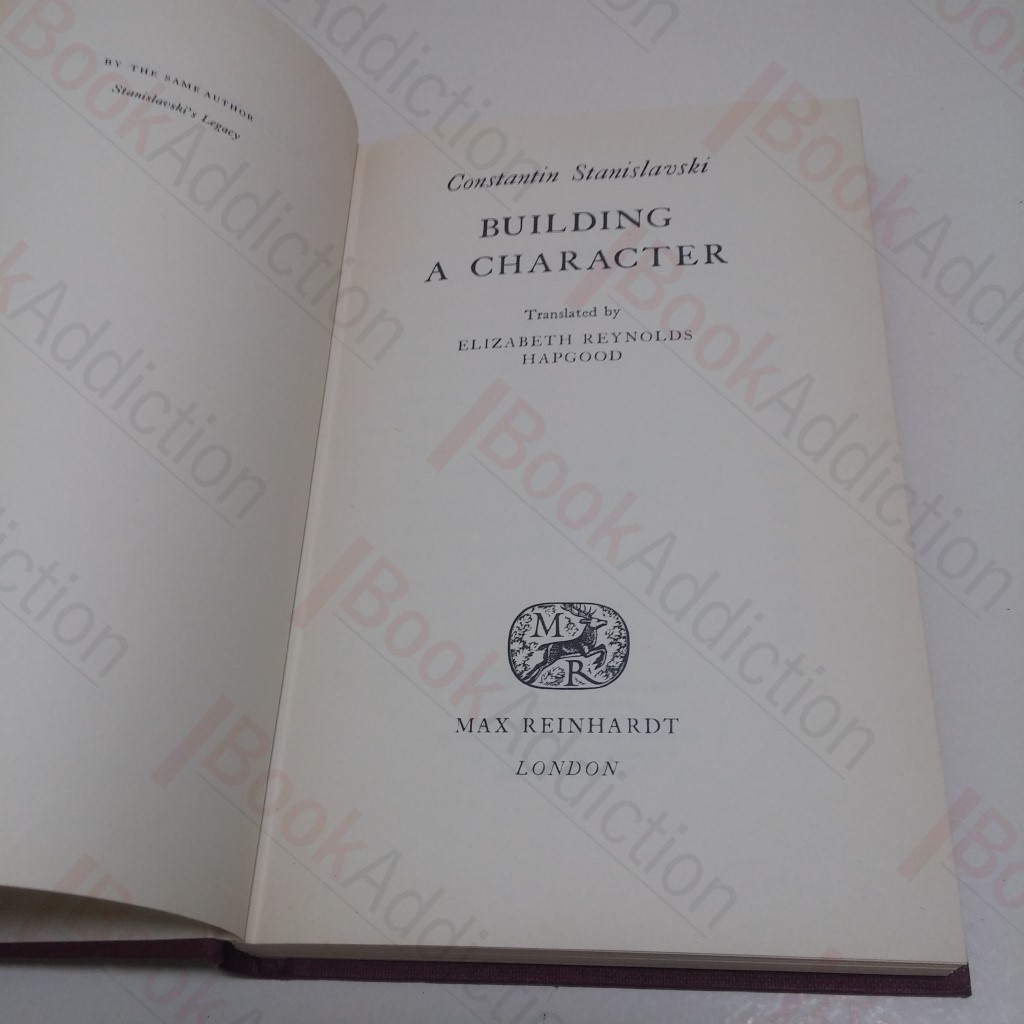 BY THE SAME AUTHOR
Stanislavski's Legacy
Constantin Stanislavski
BUILDING
A CHARACTER
Translated by
ELIZABETH REYNOLDS
HAPGOOD
M
R
MAX REINHARDT
LONDON
BookAddiction